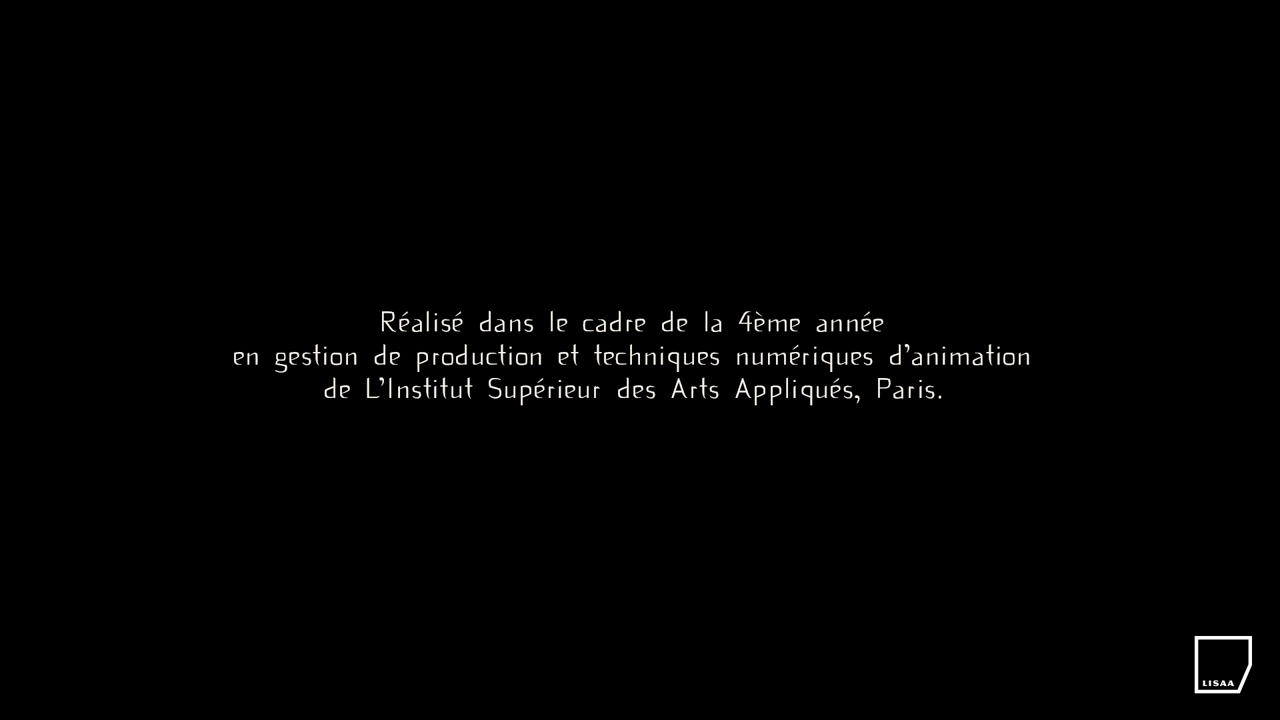 Réalisé dans le cadre de la 4ème année
en gestion de production et techniques numériques d’animation
de L’Institut Supérieur des Arts Appliqués, Paris.
LISAA